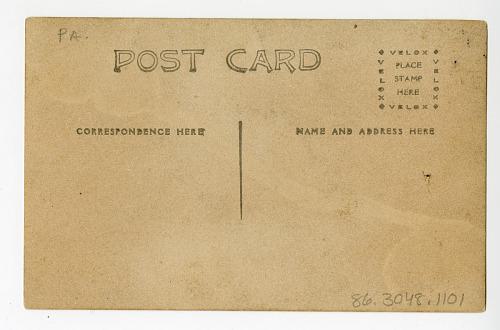 PA.
POST CARD
VELOX
VELOX
VELOX
VELOX
PLACE
STAMP
HERE
CORRESPONDENCE HERE
NAME AND ADDRESS HERE
86.3048.1101